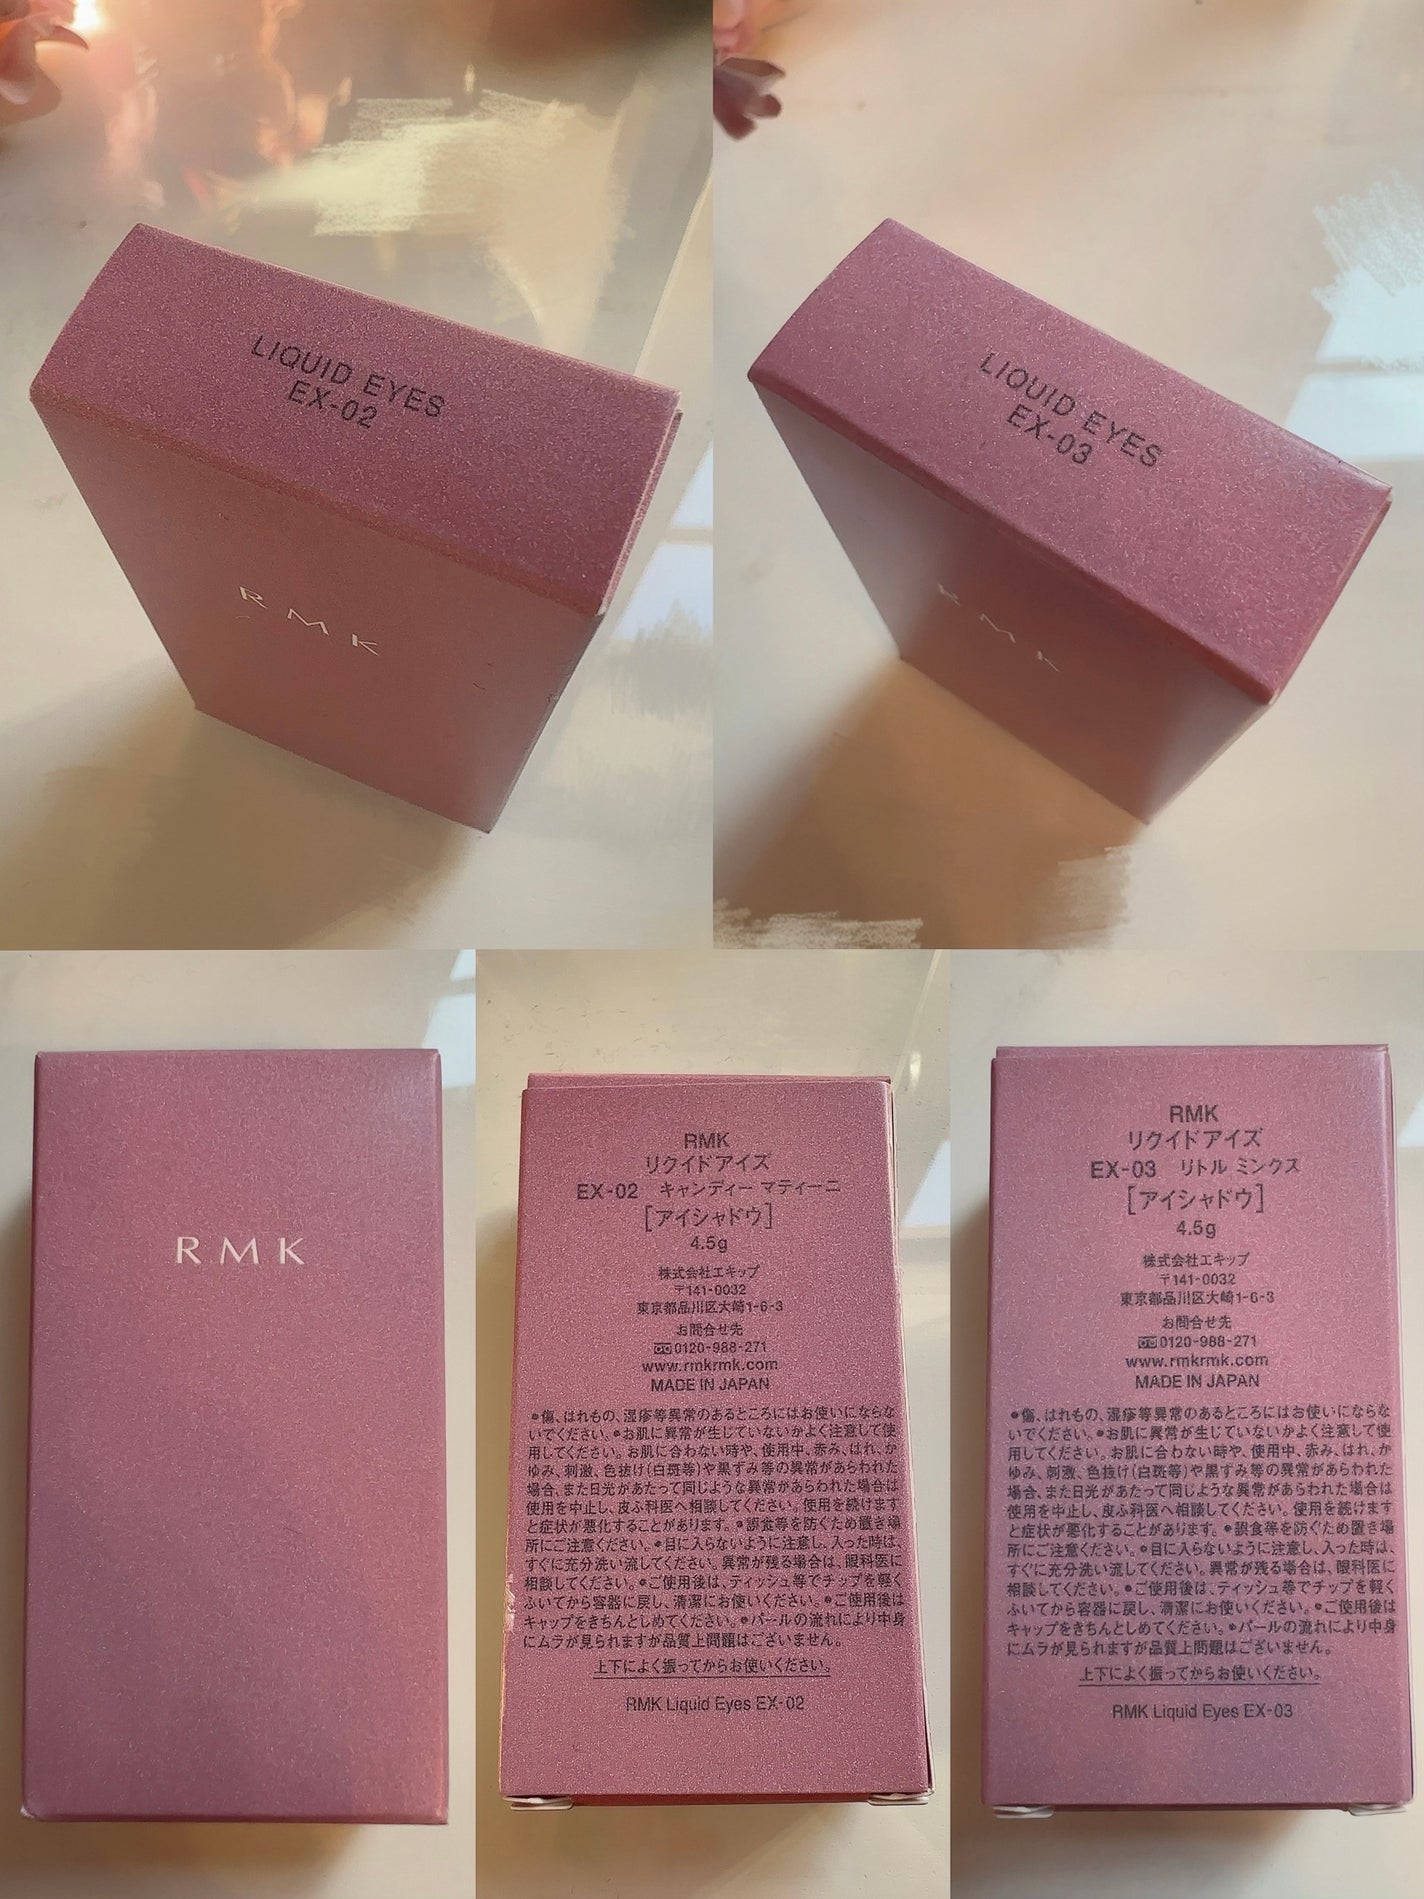 LIQUID EYES
EX-02
RMK
LIQUID EYES
EX-03
RMK
RMK
RMK
リクイドアイズ
EX-02 キャンディー マティーニ
[アイシャドウ]
4.5g
株式会社エキップ
〒141-0032
東京都品川区大崎1-6-3
お問合せ先
0120-988-271
www.rmkrmk.com
MADE IN JAPAN
●傷、はれもの、湿疹等異常のあるところにはお使いにならな
いでください。●お肌に異常が生じていないかよく注意して使
用してください。お肌に合わない時や、使用中、赤み、はれ、か
ゆみ、刺激、色抜け(白斑等)や黒ずみ等の異常があらわれた
場合、また日光があたって同じような異常があらわれた場合は
使用を中止し、皮ふ科医へ相談してください。使用を続けます
と症状が悪化することがあります。●誤食等を防ぐため置き場
所にご注意ください。●目に入らないように注意し、入った時は、
すぐに充分洗い流してください。異常が残る場合は、眼科医に
相談してください。●ご使用後は、ティッシュ等でチップを軽く
ふいてから容器に戻し、清潔にお使いください。●ご使用後は
キャップをきちんとしめてください。●パールの流れにより中身
にムラが見られますが品質上問題はございません。
上下によく振ってからお使いください。
RMK Liquid Eyes EX-02
RMK
リクイドアイズ
EX-03 リトル ミンクス
[アイシャドウ]
4.5g
株式会社エキップ
〒141-0032
東京都品川区大崎1-6-3
お問合せ先
0120-988-271
www.rmkrmk.com
MADE IN JAPAN
●傷、はれもの、湿疹等異常のあるところにはお使いにならな
いでください。●お肌に異常が生じていないかよく注意して使
用してください。お肌に合わない時や、使用中、赤み、はれ、か
ゆみ、刺激、色抜け(白斑等)や黒ずみ等の異常があらわれた
場合、また日光があたって同じような異常があらわれた場合は
使用を中止し、皮ふ科医へ相談してください。使用を続けます
と症状が悪化することがあります。●誤食等を防ぐため置き場
所にご注意ください。●目に入らないように注意し、入った時は、
すぐに充分洗い流してください。異常が残る場合は、眼科医に
相談してください。●ご使用後は、ティッシュ等でチップを軽く
ふいてから容器に戻し、清潔にお使いください。●ご使用後は
キャップをきちんとしめてください。●パールの流れにより中身
にムラが見られますが品質上問題はございません。
上下によく振ってからお使いください。
RMK Liquid Eyes EX-03